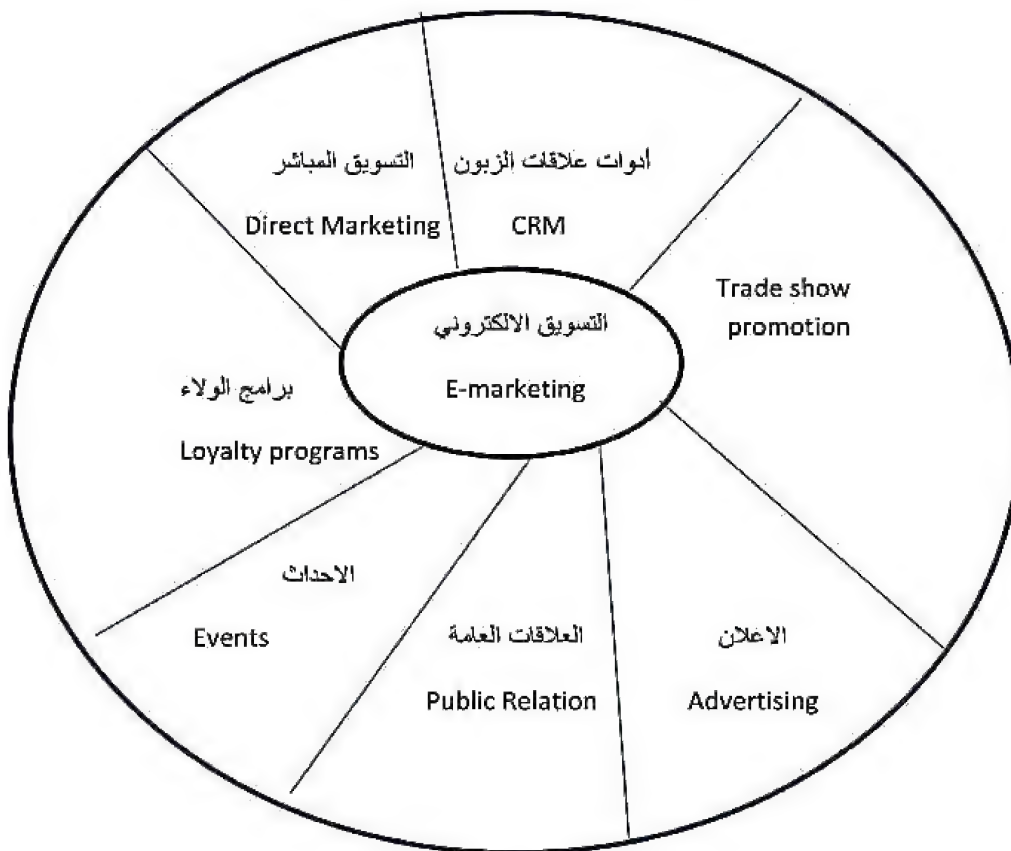 التسويق المباشر
Direct Marketing
أدوات علاقات الزبون
CRM
Trade show
promotion
التسويق الالكتروني
E-marketing
برامج الولاء
Loyalty programs
الاحداث
Events
العلاقات العامة
Public Relation
الاعلان
Advertising